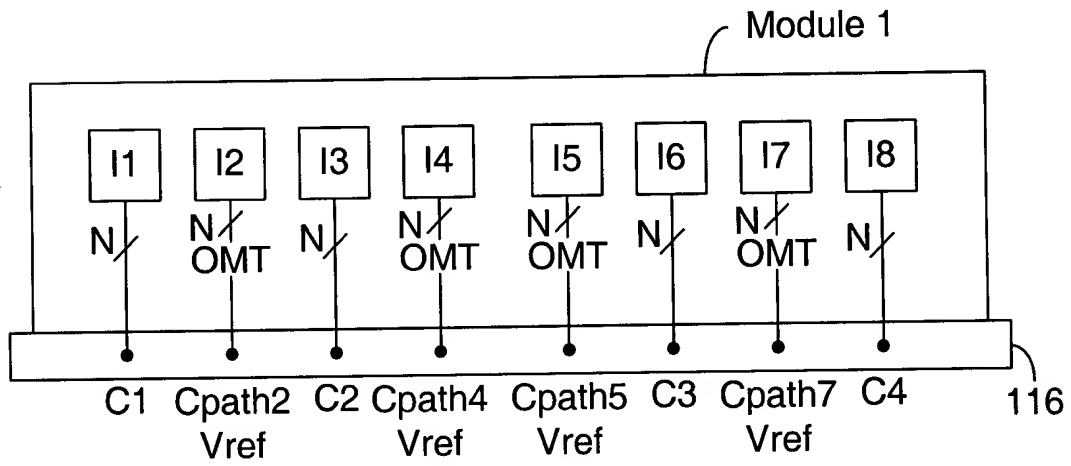 Module 1
I1 I2 I3 I4 I5 I6 I7 I8
N N N N N N N N
OMT OMT OMT OMT
C1 Cpath2 C2 Cpath4 Cpath5 C3 Cpath7 C4 116
Vref Vref Vref Vref